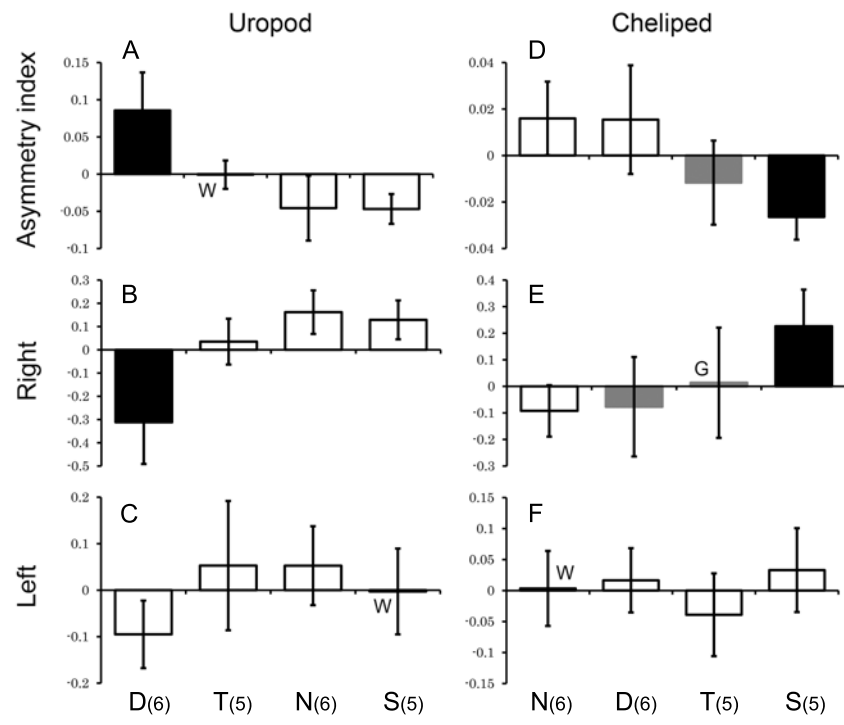 Uropod
Cheliped
Asymmetry index
Right
Left
A
0.15
0.1
0.05
0
-0.05
-0.1
W
D
0.04
0.02
0
-0.02
-0.04
B
0.3
0.2
0.1
0
-0.1
-0.2
-0.3
-0.4
-0.5
E
0.4
0.3
0.2
0.1
0
-0.1
-0.2
-0.3
G
C
0.2
0.1
0
-0.1
-0.2
W
F
0.15
0.1
0.05
0
-0.05
-0.1
-0.15
W
D(6) T(5) N(6) S(5)
N(6) D(6) T(5) S(5)